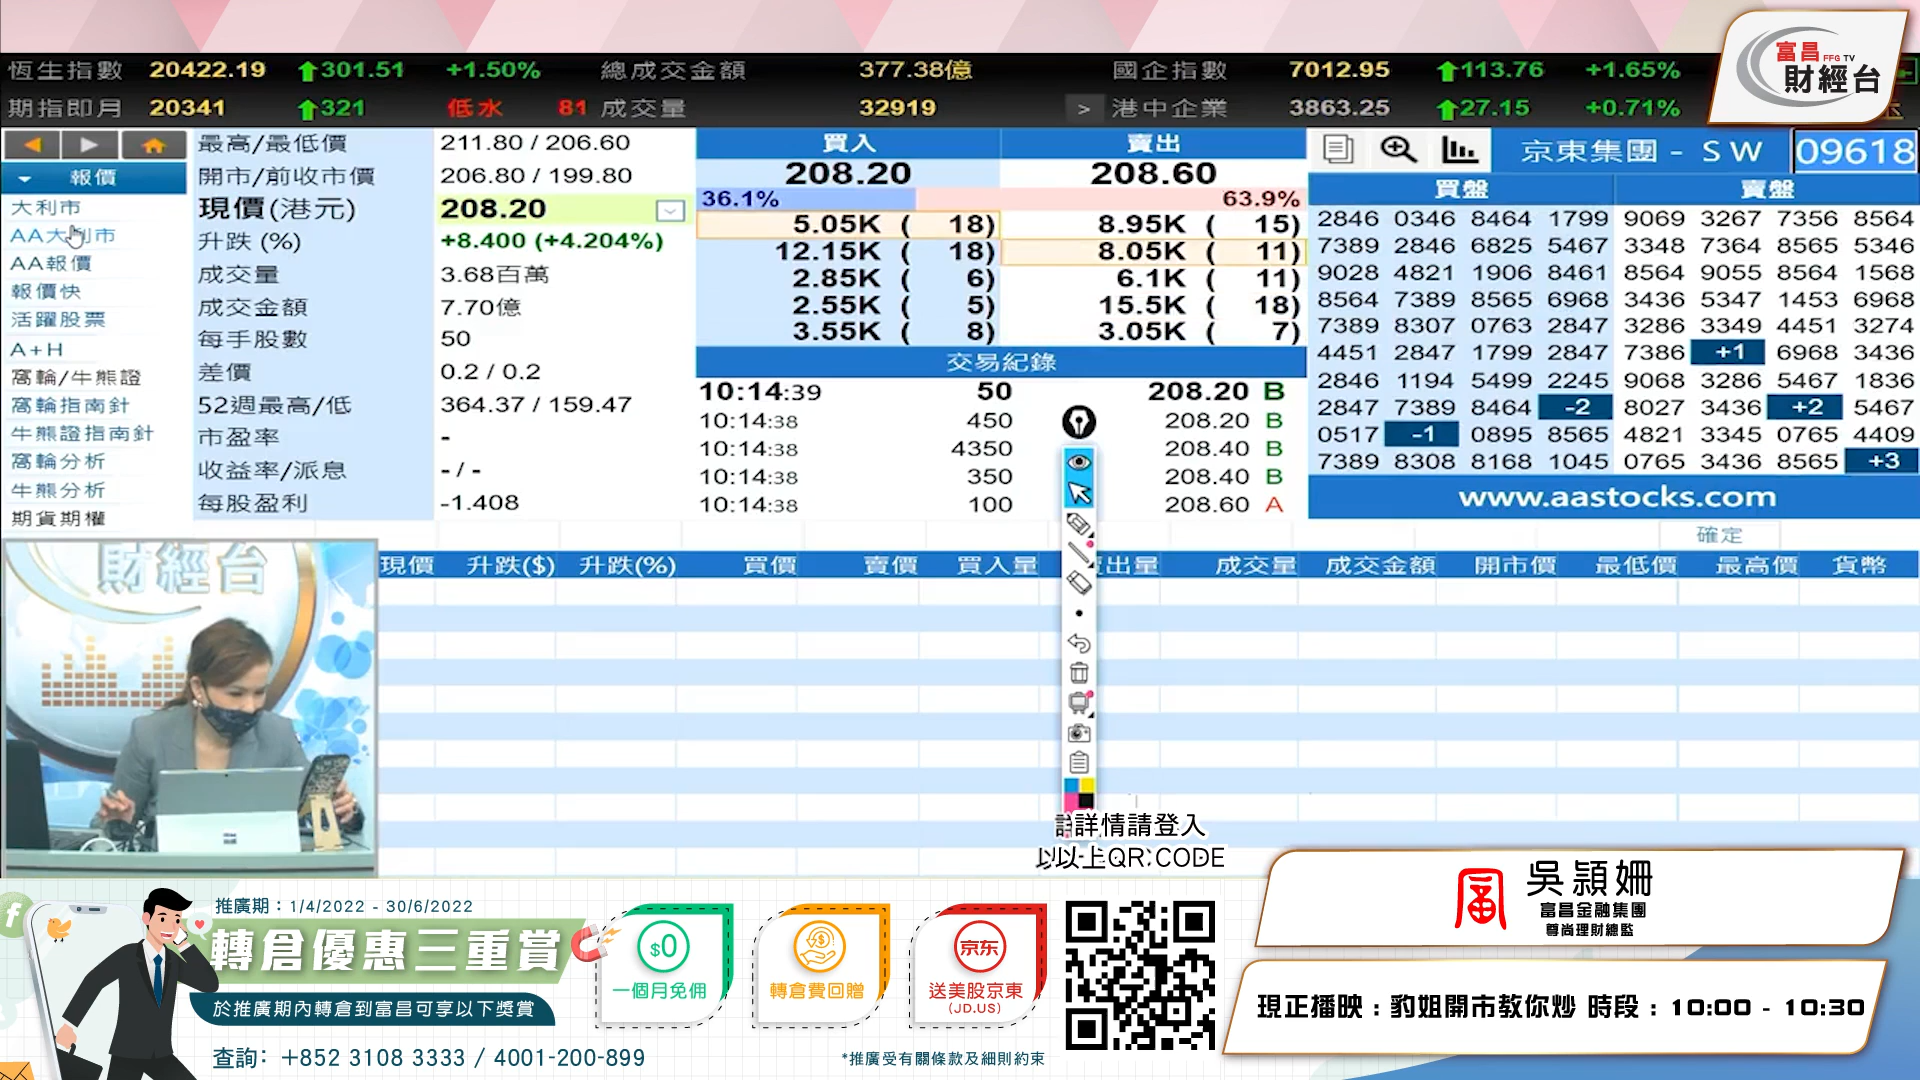 恆生指數 20422.19 301.51 +1.50% 總成交金額 377.38億 國企指數 7012.95 113.76 +1.65%
期指即月 20341 321 低水 81 成交量 32919 > 港中企業 3863.25 27.15 +0.71%
富昌 FFG TV
財經台
報價
大利市
AA大利市
AA報價
報價快
活躍股票
A+H
窩輪/牛熊證
窩輪指南針
牛熊證指南針
窩輪分析
牛熊分析
期貨期權
最高/最低價 211.80 / 206.60
開市/前收市價 206.80 / 199.80
現價(港元) 208.20
升跌 (%) +8.400 (+4.204%)
成交量 3.68百萬
成交金額 7.70億
每手股數 50
差價 0.2 / 0.2
52週最高/低 364.37 / 159.47
市盈率 -
收益率/派息 - / -
每股盈利 -1.408
買入 賣出
208.20 208.60
36.1% 63.9%
5.05K ( 18) 8.95K ( 15)
12.15K ( 18) 8.05K ( 11)
2.85K ( 6) 6.1K ( 11)
2.55K ( 5) 15.5K ( 18)
3.55K ( 8) 3.05K ( 7)
交易紀錄
10:14:39 50 208.20 B
10:14:38 450 208.20 B
10:14:38 4350 208.40 B
10:14:38 350 208.40 B
10:14:38 100 208.60 A
京東集團 - S W 09618
買盤 賣盤
2846 0346 8464 1799 9069 3267 7356 8564
7389 2846 6825 5467 3348 7364 8565 5346
9028 4821 1906 8461 8564 9055 8564 1568
8564 7389 8565 6968 3436 5347 1453 6968
7389 8307 0763 2847 3286 3349 4451 3274
4451 2847 1799 2847 7386 +1 6968 3436
2846 1194 5499 2245 9068 3286 5467 1836
2847 7389 8464 -2 8027 3436 +2 5467
0517 -1 0895 8565 4821 3345 0765 4409
7389 8308 8168 1045 0765 3436 8565 +3
www.aastocks.com
確定
現價 升跌($) 升跌(%) 買價 賣價 買入量 出量 成交量 成交金額 開市價 最低價 最高價 貨幣
財經台
詳情請登入
以上QR CODE
推廣期：1/4/2022 - 30/6/2022
轉倉優惠三重賞
於推廣期內轉倉到富昌可享以下獎賞
查詢： +852 3108 3333 / 4001-200-899
$0
一個月免佣
轉倉費回贈
京东
送美股京東
(JD.US)
*推廣受有關條款及細則約束
吳潁姍
富昌金融集團
尊尚理財總監
現正播映：豹姐開市教你炒 時段：10:00 - 10:30